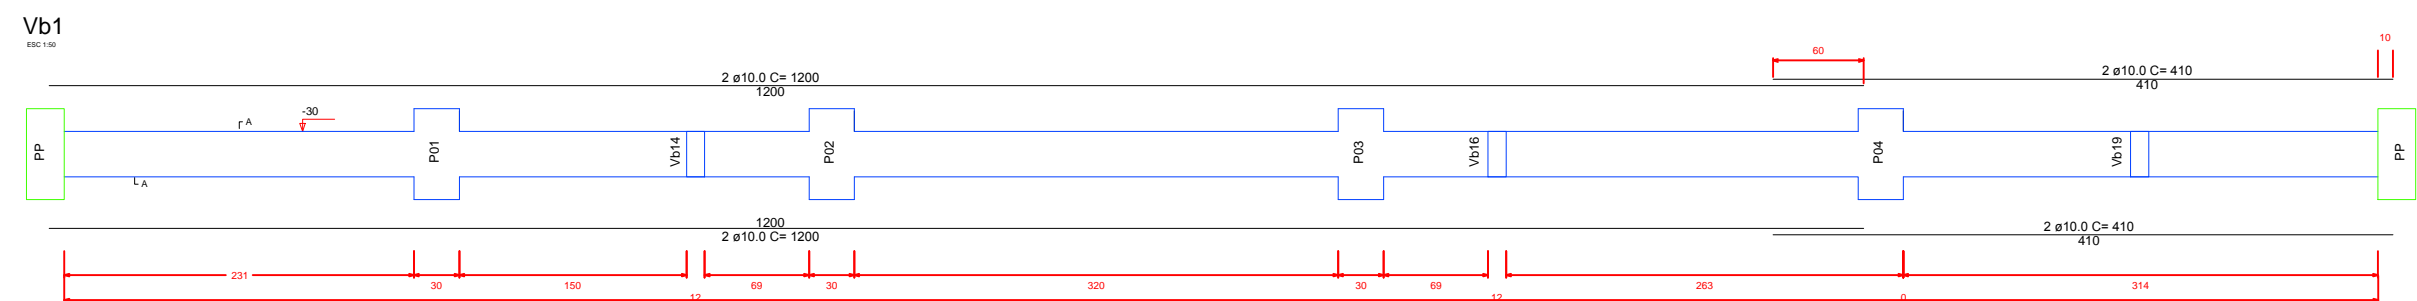 Vb1
ESC 1:50
10
60
2 ø10.0 C= 410
410
2 ø10.0 C= 1200
1200
-30
A
PP
P01
Vb14
P02
P03
Vb16
P04
Vb19
PP
A
1200
2 ø10.0 C= 1200
2 ø10.0 C= 410
410
231
30
150
12
69
30
320
30
69
12
263
0
314